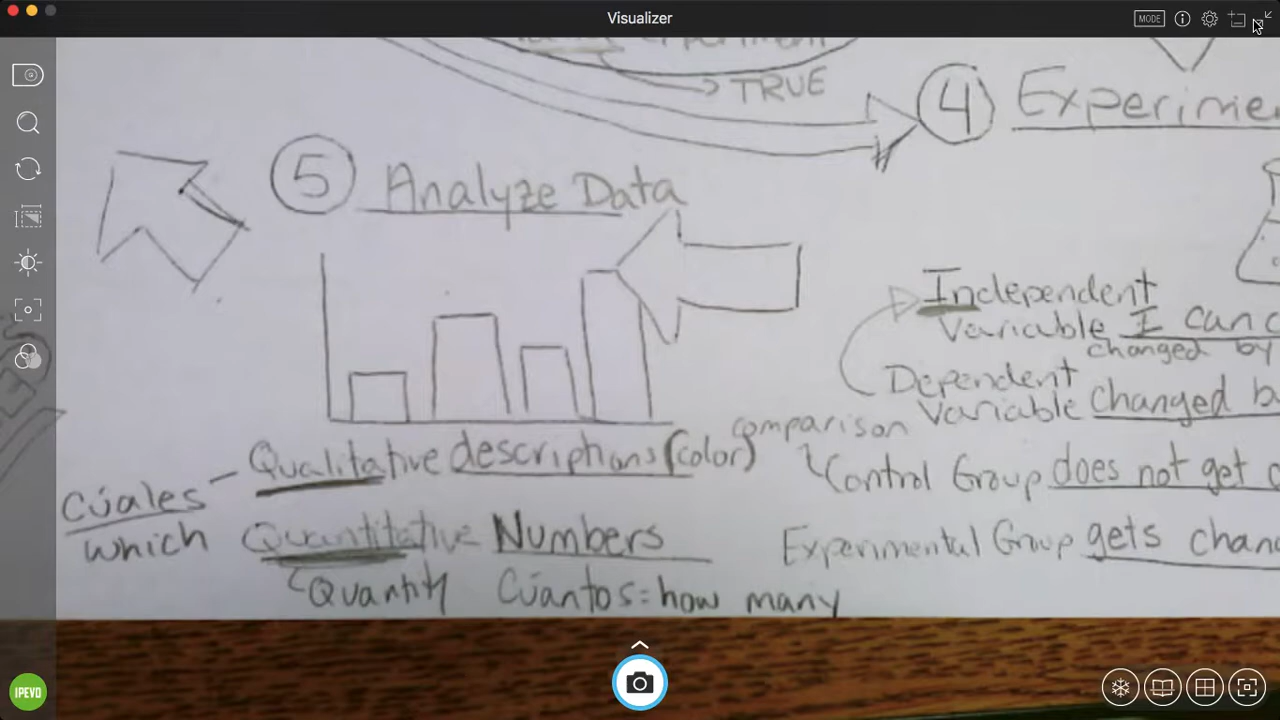 Visualizer
MODE
experiment
TRUE
4 Experime
5 Analyze Data
Independent
Variable I can c
changed by
Dependent
Variable changed b
comparison
Control Group does not get c
Experimental Group gets chan
Qualitative descriptions (color)
Cúales
which
Quantitative Numbers
Quantity Cúantos = how many
IPEVO